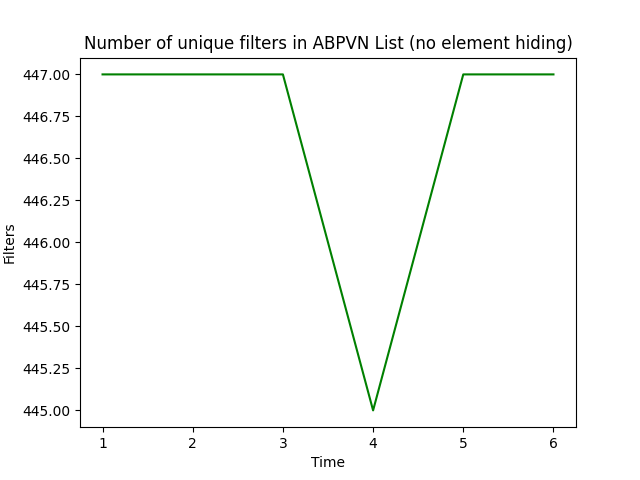 Number of unique filters in ABPVN List (no element hiding)
447.00
446.75
446.50
446.25
446.00
445.75
445.50
445.25
445.00
Filters
1 2 3 4 5 6
Time